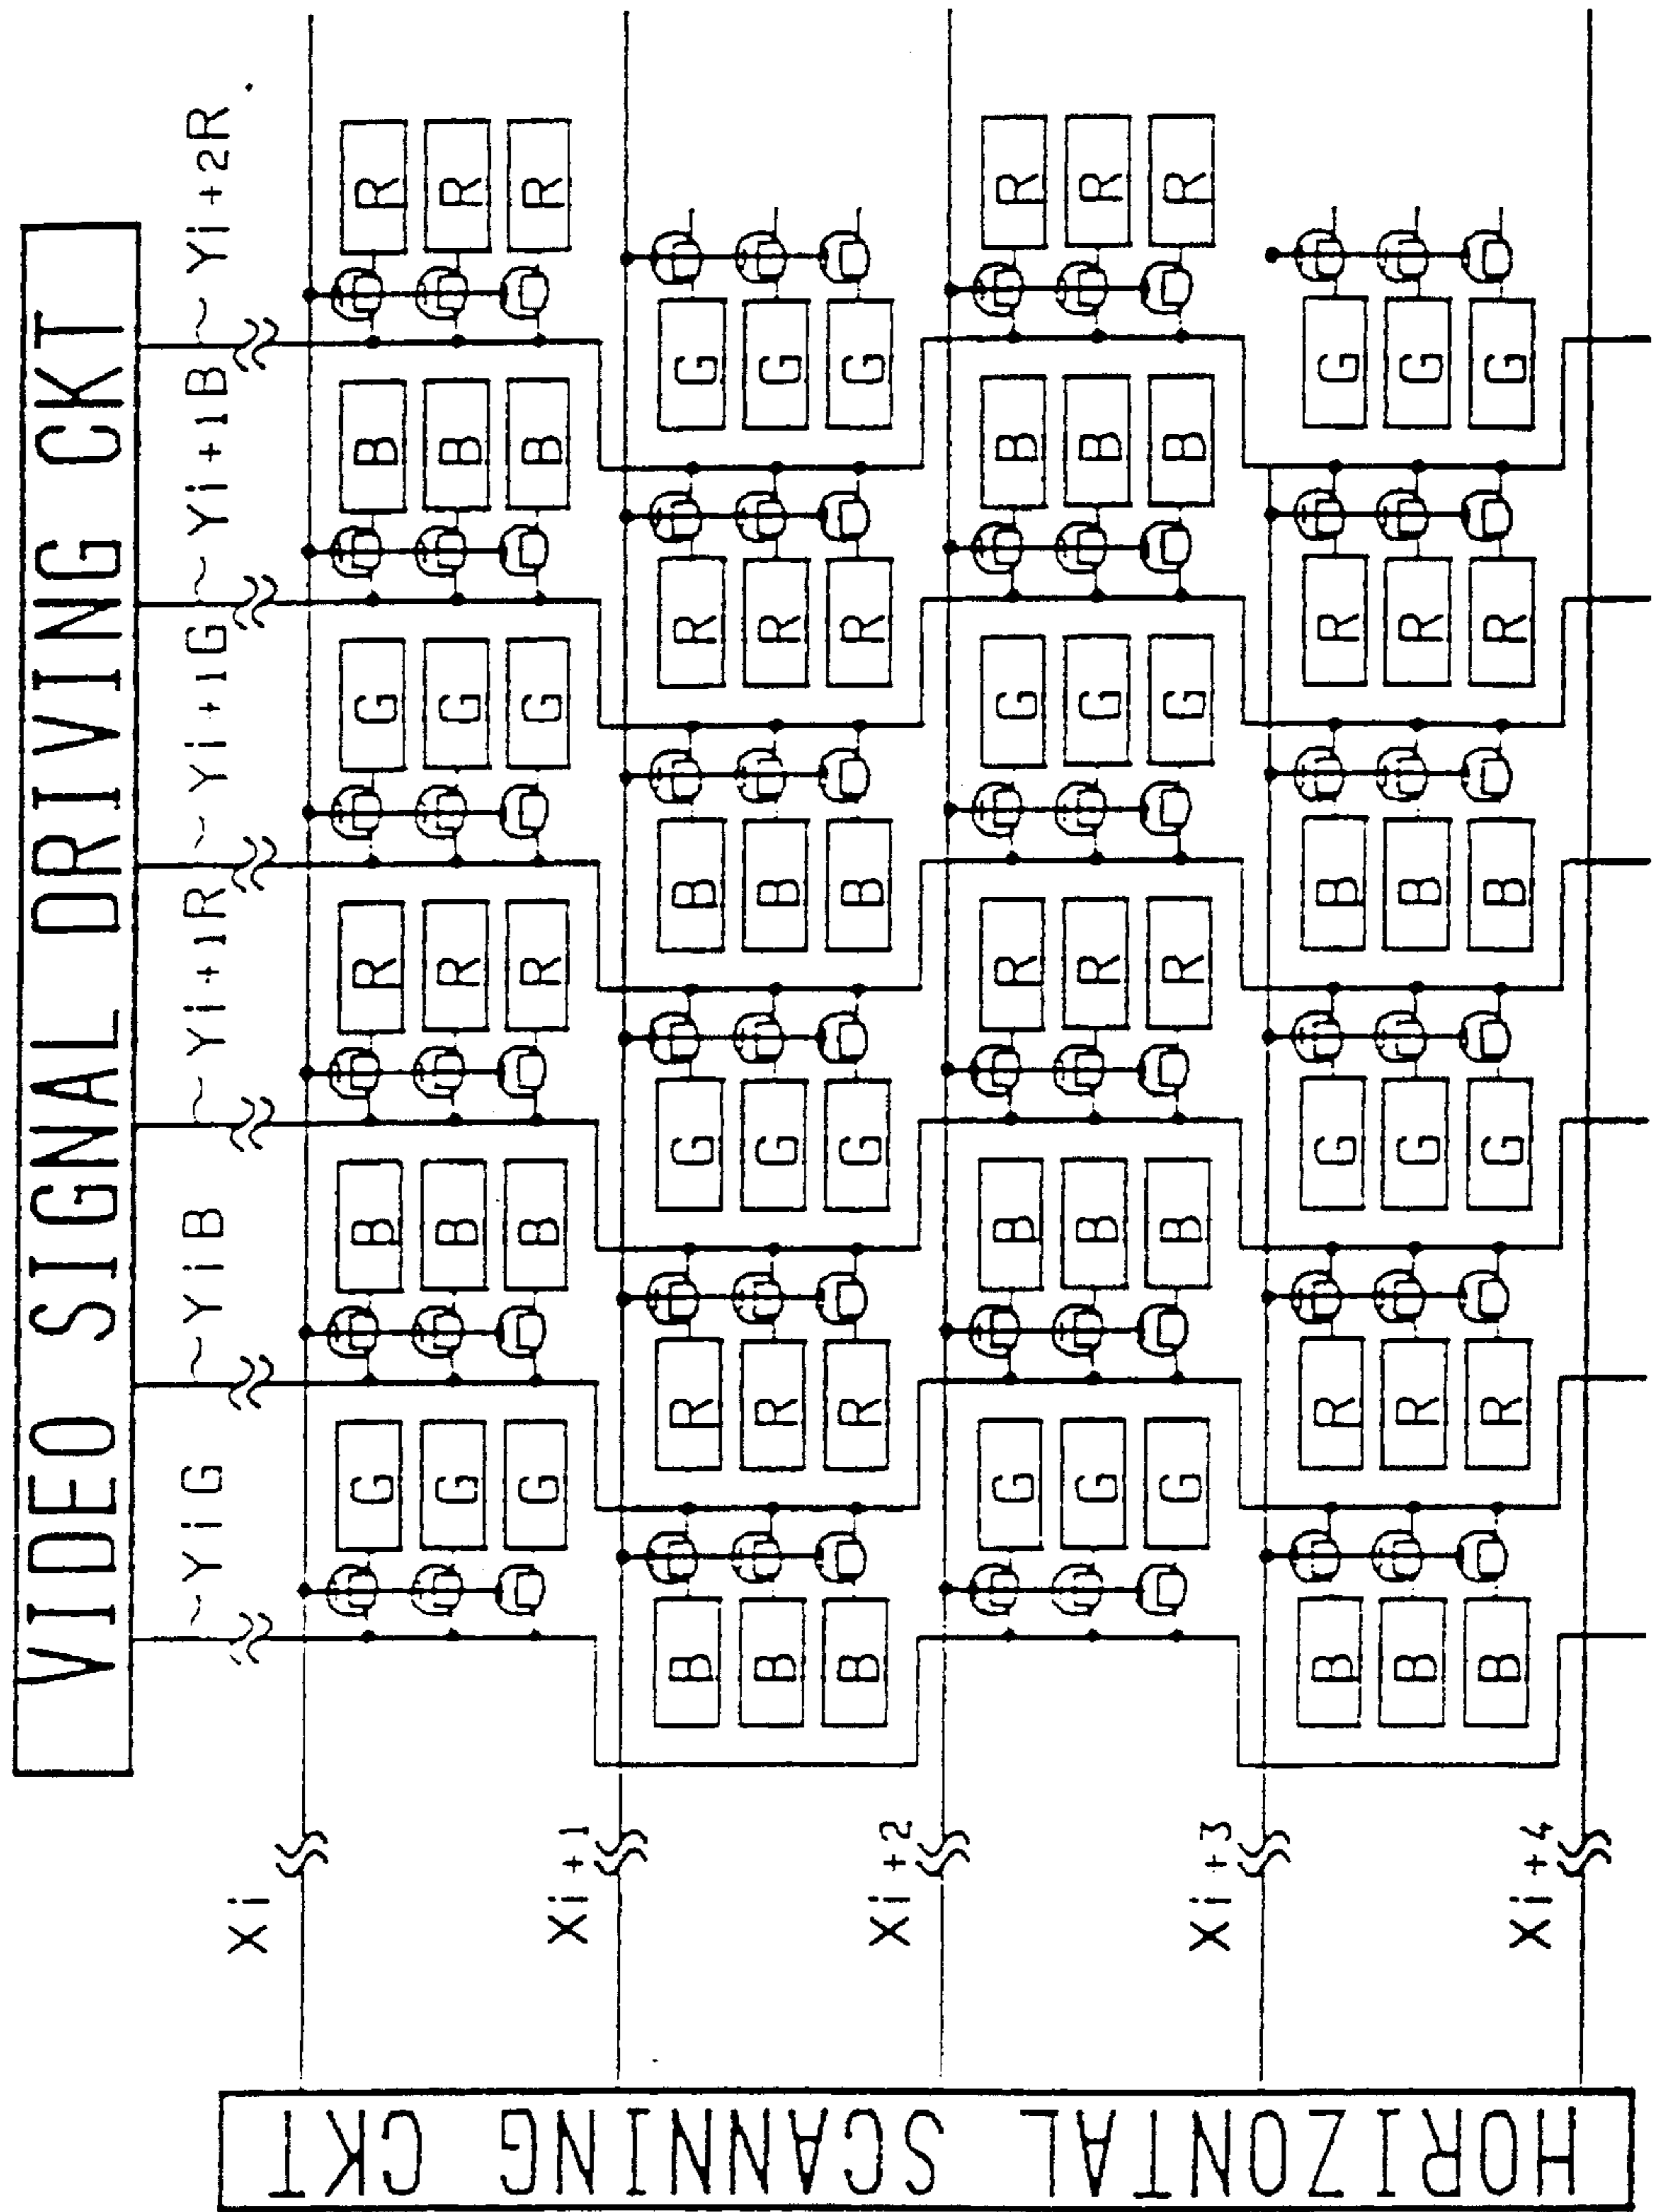 VIDEO SIGNAL DRIVING CKT
YiG YiB Yi+1R Yi+1G Yi+1B Yi+2R
HORIZONTAL SCANNING CKT
Xi
G B R G B R
G B R G B R
G B R G B R
Xi+1
B R G B R G
B R G B R G
B R G B R G
Xi+2
G B R G B R
G B R G B R
G B R G B R
Xi+3
B R G B R G
B R G B R G
B R G B R G
Xi+4